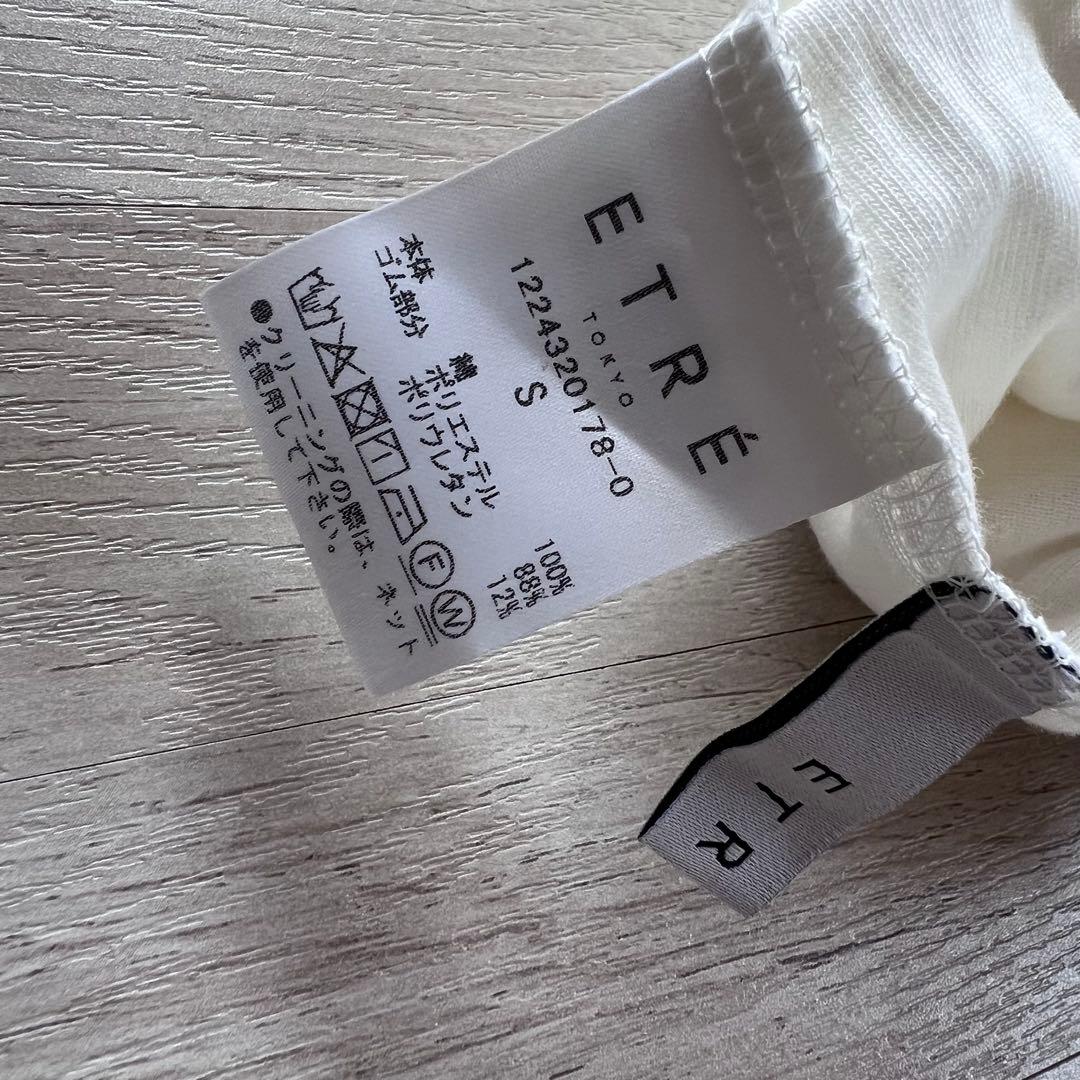 ETRÉ
TOKYO
1224320178-0
S
本体 綿 100%
ゴム部分 ポリエステル 88%
ポリウレタン 12%
F W
●クリーニングの際は、ネット
を使用して下さい。
ETR